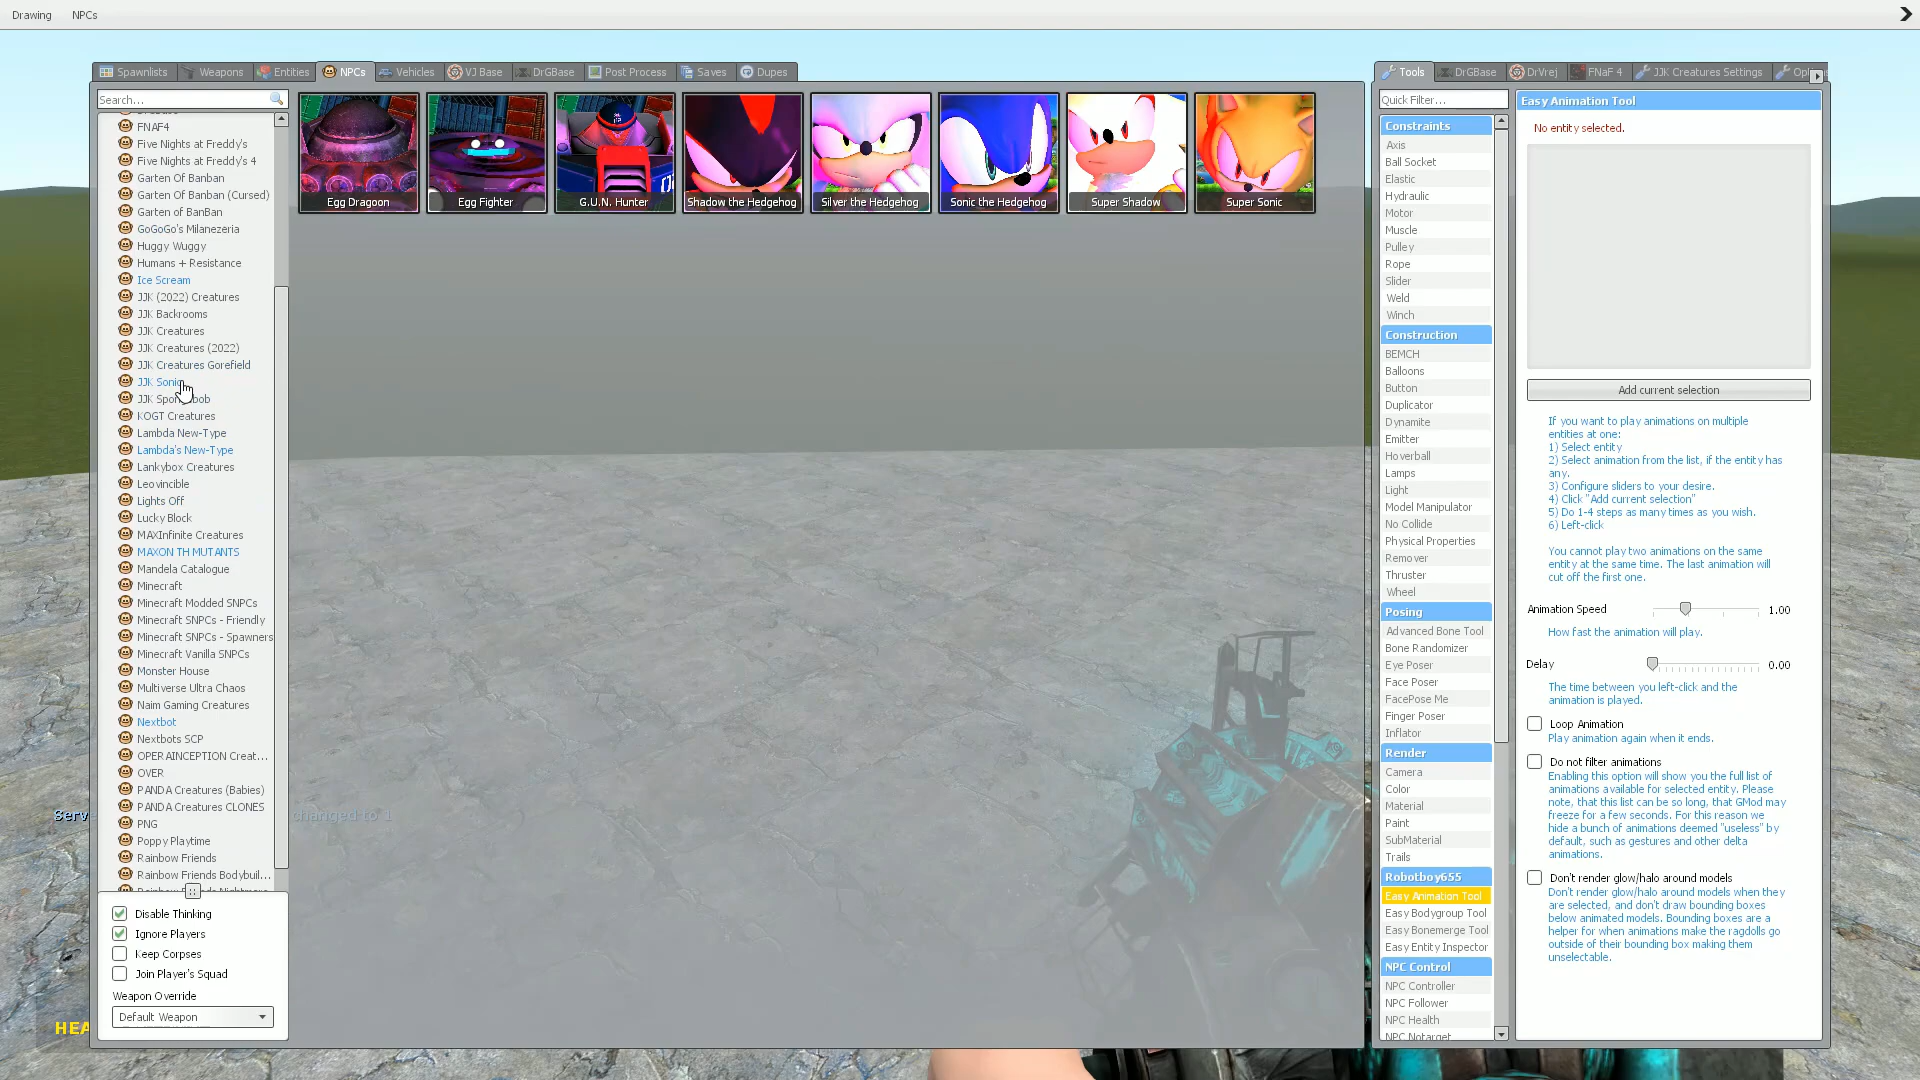 Drawing NPCs
Spawnlists Weapons Entities NPCs Vehicles VJ Base DrGBase Post Process Saves Dupes
Search...
FNAF4
Five Nights at Freddy's
Five Nights at Freddy's 4
Garten Of Banban
Garten Of Banban (Cursed)
Garten of BanBan
GoGoGo's Milanezeria
Huggy Wuggy
Humans + Resistance
Ice Scream
JJK (2022) Creatures
JJK Backrooms
JJK Creatures
JJK Creatures (2022)
JJK Creatures Gorefield
JJK Sonic
KOGT Creatures
Lambda New-Type
Lambda's New-Type
Lankybox Creatures
Leovincible
Lights Off
Lucky Block
MAXInfinite Creatures
MAXON TH MUTANTS
Mandela Catalogue
Minecraft
Minecraft Modded SNPCs
Minecraft SNPCs - Friendly
Minecraft SNPCs - Spawners
Minecraft Vanilla SNPCs
Monster House
Multiverse Ultra Chaos
Naim Gaming Creatures
Nextbot
Nextbots SCP
OPERAINCEPTION Creat...
OVER
PANDA Creatures (Babies)
PANDA Creatures CLONES
PNG
Poppy Playtime
Rainbow Friends
Rainbow Friends Bodybuil...
Disable Thinking
Ignore Players
Keep Corpses
Join Player's Squad
Weapon Override
Default Weapon
Egg Dragoon
Egg Fighter
G.U.N. Hunter
Shadow the Hedgehog
Silver the Hedgehog
Sonic the Hedgehog
Super Shadow
Super Sonic
Serv
changed to 1
HEA
Tools DrGBase DrVrej FNaF 4 JJK Creatures Settings
Quick Filter...
Constraints
Axis
Ball Socket
Elastic
Hydraulic
Motor
Muscle
Pulley
Rope
Slider
Weld
Winch
Construction
BEMCH
Balloons
Button
Duplicator
Dynamite
Emitter
Hoverball
Lamps
Light
Model Manipulator
No Collide
Physical Properties
Remover
Thruster
Wheel
Posing
Advanced Bone Tool
Bone Randomizer
Eye Poser
Face Poser
FacePose Me
Finger Poser
Inflator
Render
Camera
Color
Material
Paint
SubMaterial
Trails
Robotboy655
Easy Animation Tool
Easy Bodygroup Tool
Easy Bonemerge Tool
Easy Entity Inspector
NPC Control
NPC Controller
NPC Follower
NPC Health
NPC Notarget
Easy Animation Tool
No entity selected.
Add current selection
If you want to play animations on multiple
entities at one:
1) Select entity
2) Select animation from the list, if the entity has
any.
3) Configure sliders to your desire.
4) Click "Add current selection"
5) Do 1-4 steps as many times as you wish.
6) Left-click
You cannot play two animations on the same
entity at the same time. The last animation will
cut off the first one.
Animation Speed 1.00
How fast the animation will play.
Delay 0.00
The time between you left-click and the
animation is played.
Loop Animation
Play animation again when it ends.
Do not filter animations
Enabling this option will show you the full list of
animations available for selected entity. Please
note, that this list can be so long, that GMod may
freeze for a few seconds. For this reason we
hide a bunch of animations deemed "useless" by
default, such as gestures and other delta
animations.
Don't render glow/halo around models
Don't render glow/halo around models when they
are selected, and don't draw bounding boxes
below animated models. Bounding boxes are a
helper for when animations make the ragdolls go
outside of their bounding box making them
unselectable.